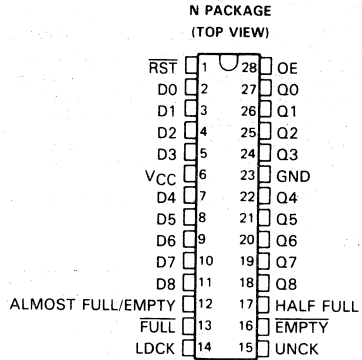 N PACKAGE
(TOP VIEW)
RST 1 28 OE
D0 2 27 Q0
D1 3 26 Q1
D2 4 25 Q2
D3 5 24 Q3
VCC 6 23 GND
D4 7 22 Q4
D5 8 21 Q5
D6 9 20 Q6
D7 10 19 Q7
D8 11 18 Q8
ALMOST FULL/EMPTY 12 17 HALF FULL
FULL 13 16 EMPTY
LDCK 14 15 UNCK